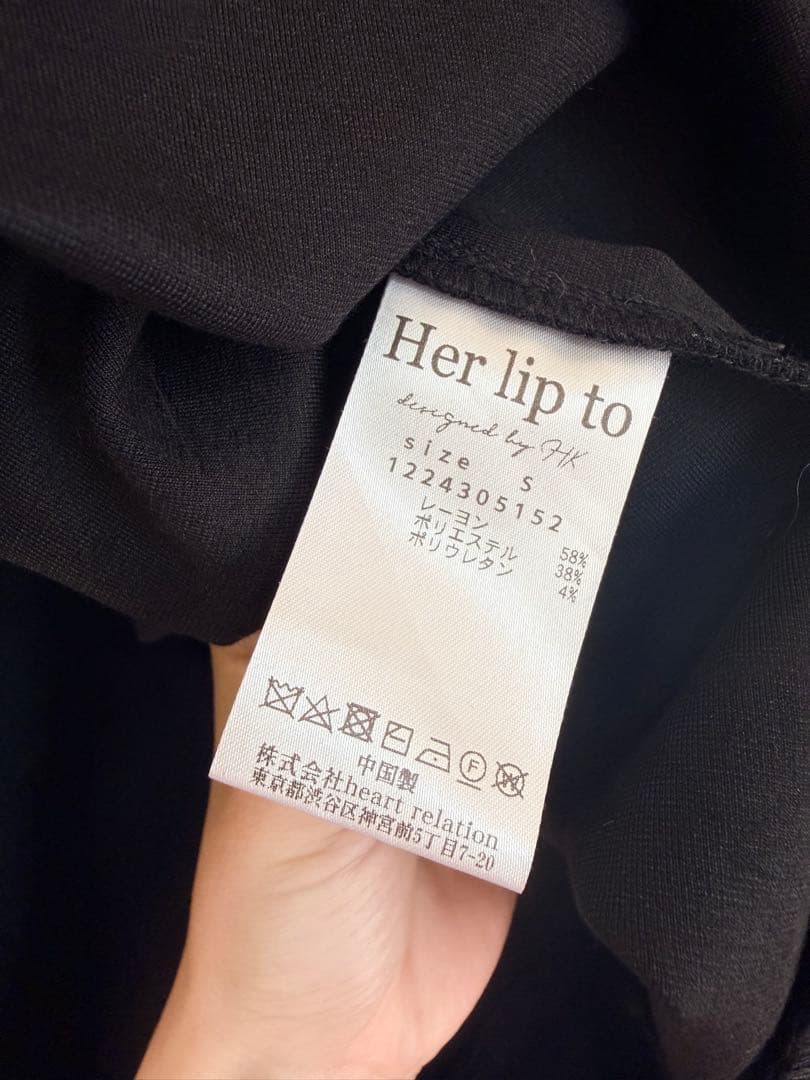 Her lip to
designed by HK
size S
1224305152
レーヨン 58%
ポリエステル 38%
ポリウレタン 4%
F W
中国製
株式会社heart relation
東京都渋谷区神宮前5丁目7-20